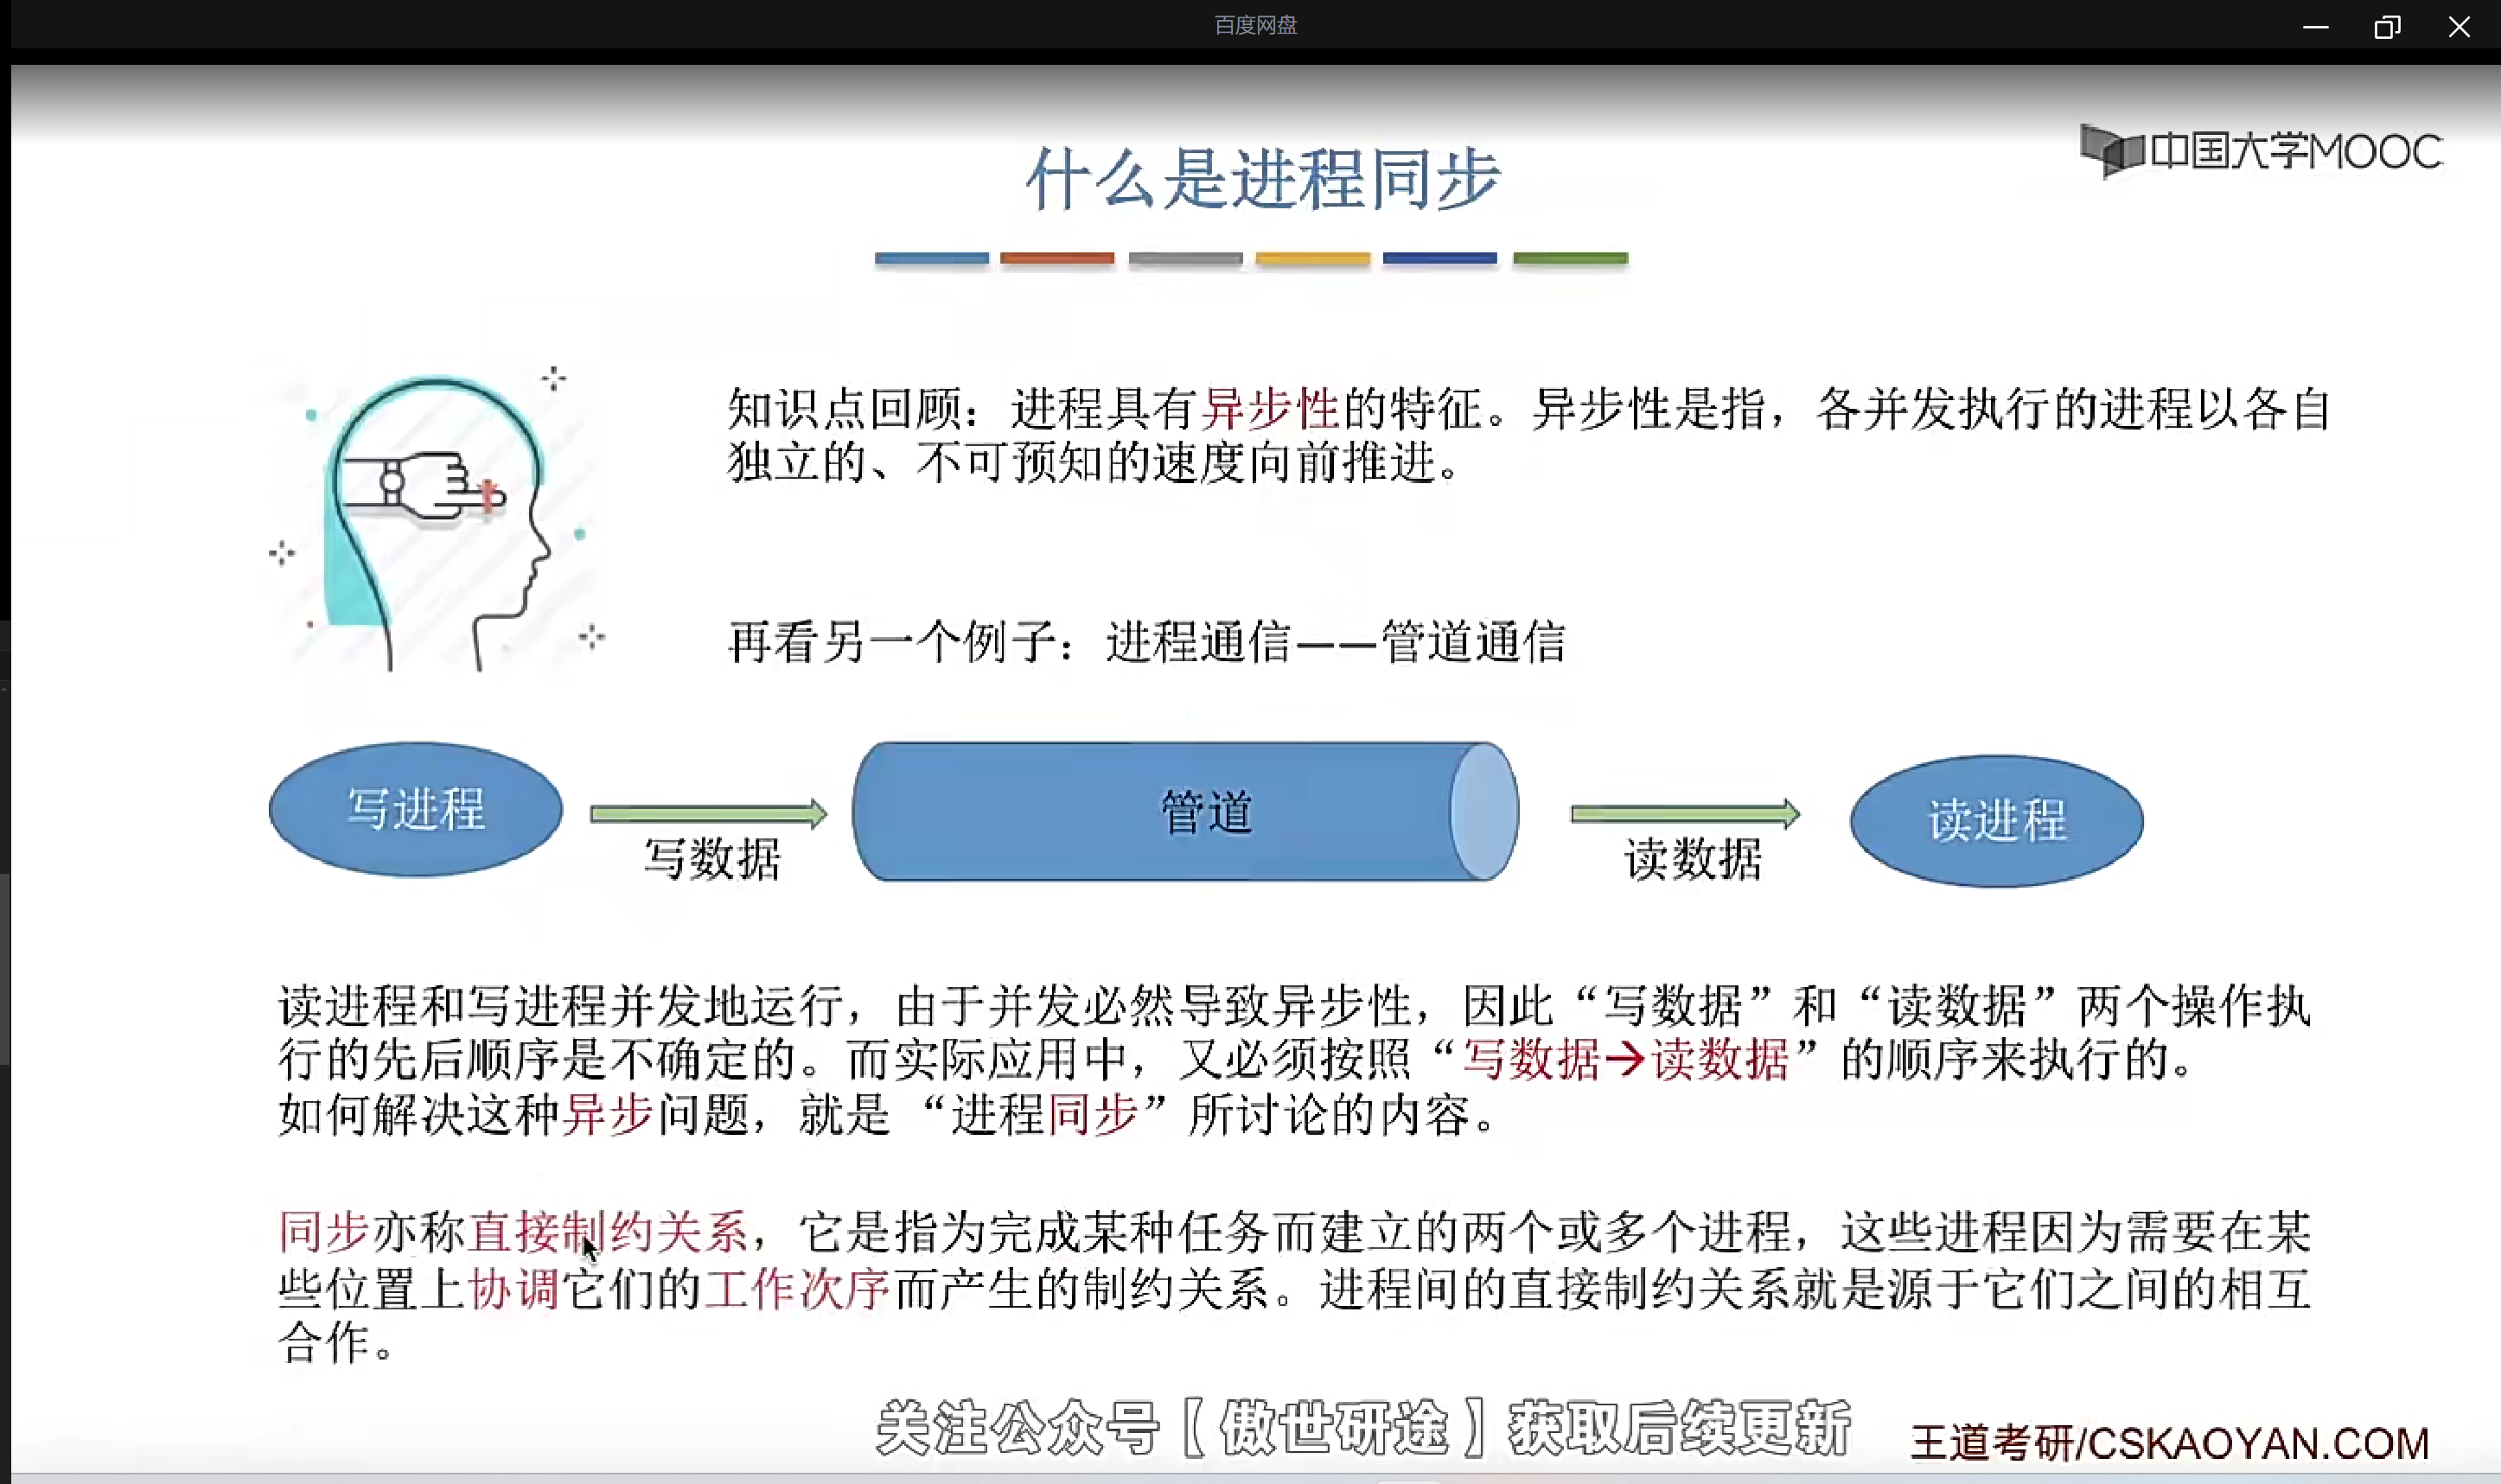 百度网盘
中国大学MOOC
什么是进程同步
知识点回顾：进程具有异步性的特征。异步性是指，各并发执行的进程以各自
独立的、不可预知的速度向前推进。
再看另一个例子：进程通信——管道通信
写进程
写数据
管道
读数据
读进程
读进程和写进程并发地运行，由于并发必然导致异步性，因此“写数据”和“读数据”两个操作执
行的先后顺序是不确定的。而实际应用中，又必须按照“写数据→读数据”的顺序来执行的。
如何解决这种异步问题，就是“进程同步”所讨论的内容。
同步亦称直接制约关系，它是指为完成某种任务而建立的两个或多个进程，这些进程因为需要在某
些位置上协调它们的工作次序而产生的制约关系。进程间的直接制约关系就是源于它们之间的相互
合作。
关注公众号【傲世研途】获取后续更新
王道考研/CSKAOYAN.COM